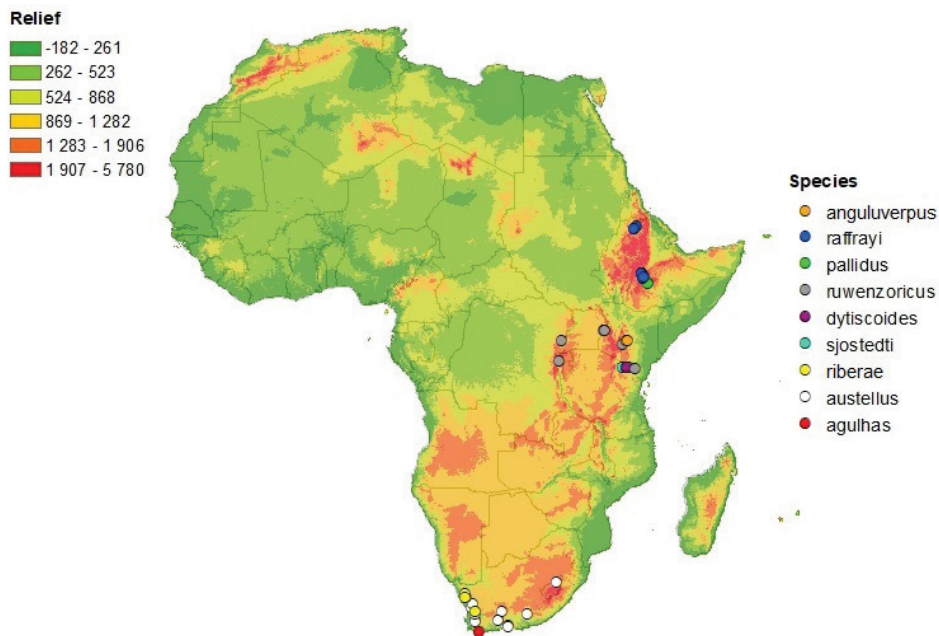 Relief
-182 - 261
262 - 523
524 - 868
869 - 1 282
1 283 - 1 906
1 907 - 5 780
Species
anguluverpus
raffrayi
pallidus
ruwenzoricus
dytiscoides
sjostedti
riberae
austellus
agulhas